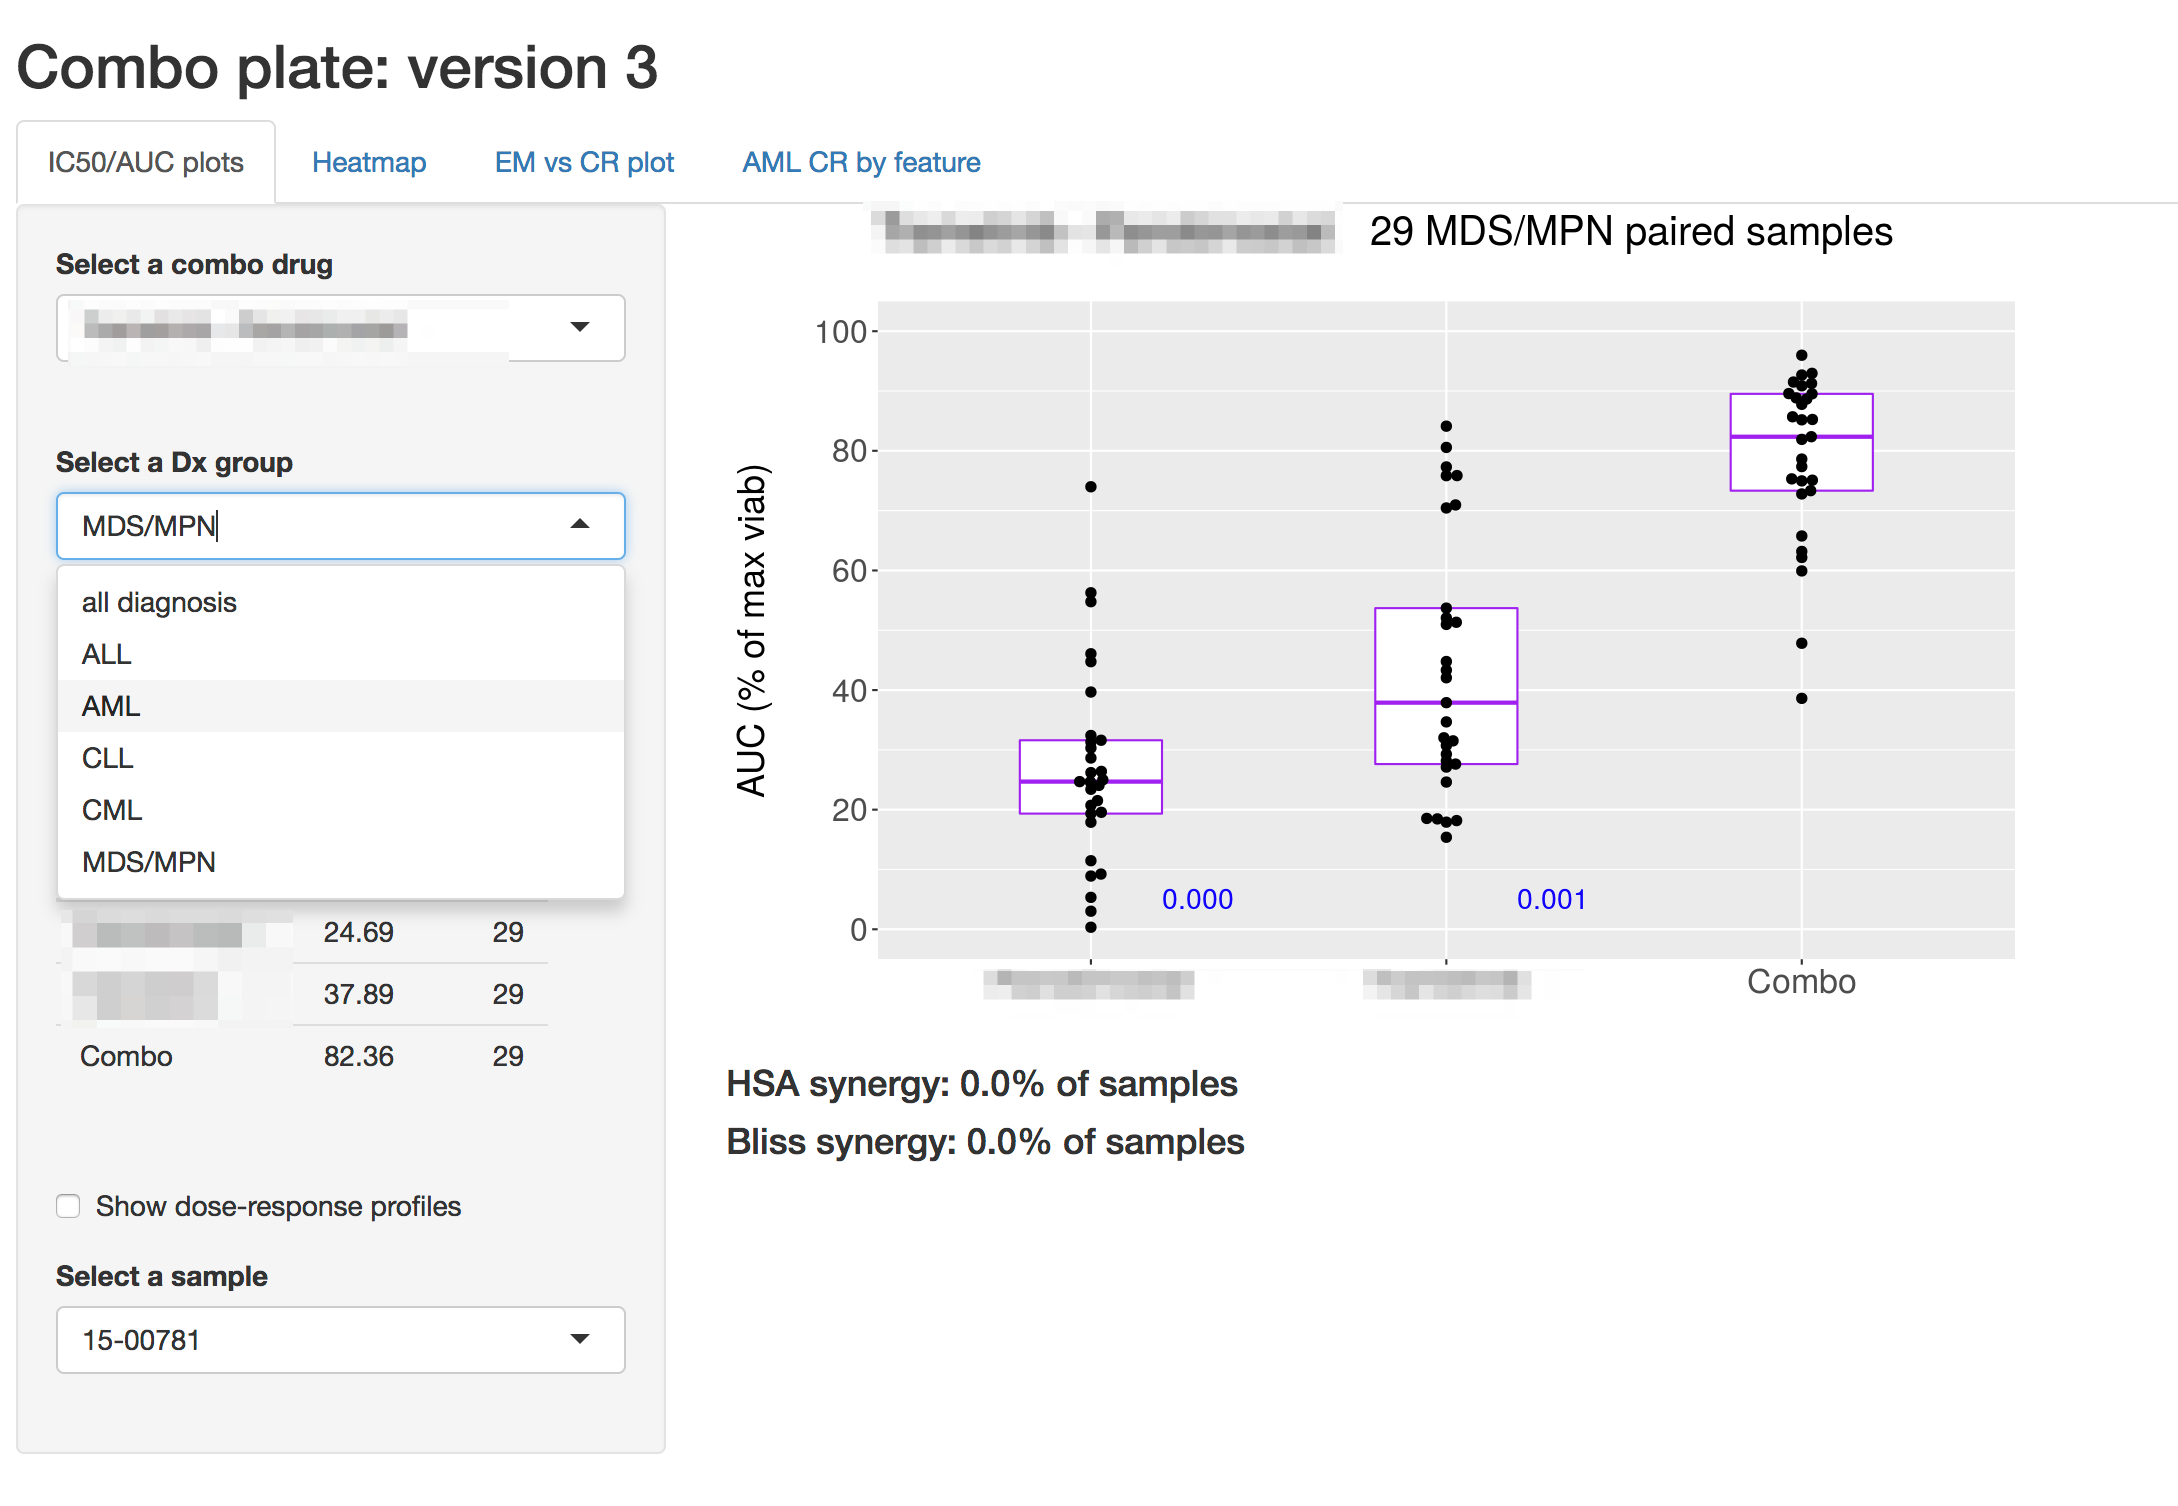 Combo plate: version 3
IC50/AUC plots
Heatmap
EM vs CR plot
AML CR by feature
Select a combo drug
Select a Dx group
MDS/MPN
all diagnosis
ALL
AML
CLL
CML
MDS/MPN
24.69 29
37.89 29
Combo 82.36 29
Show dose-response profiles
Select a sample
15-00781
29 MDS/MPN paired samples
AUC (% of max viab)
100
80
60
40
20
0
0.000
0.001
Combo
HSA synergy: 0.0% of samples
Bliss synergy: 0.0% of samples